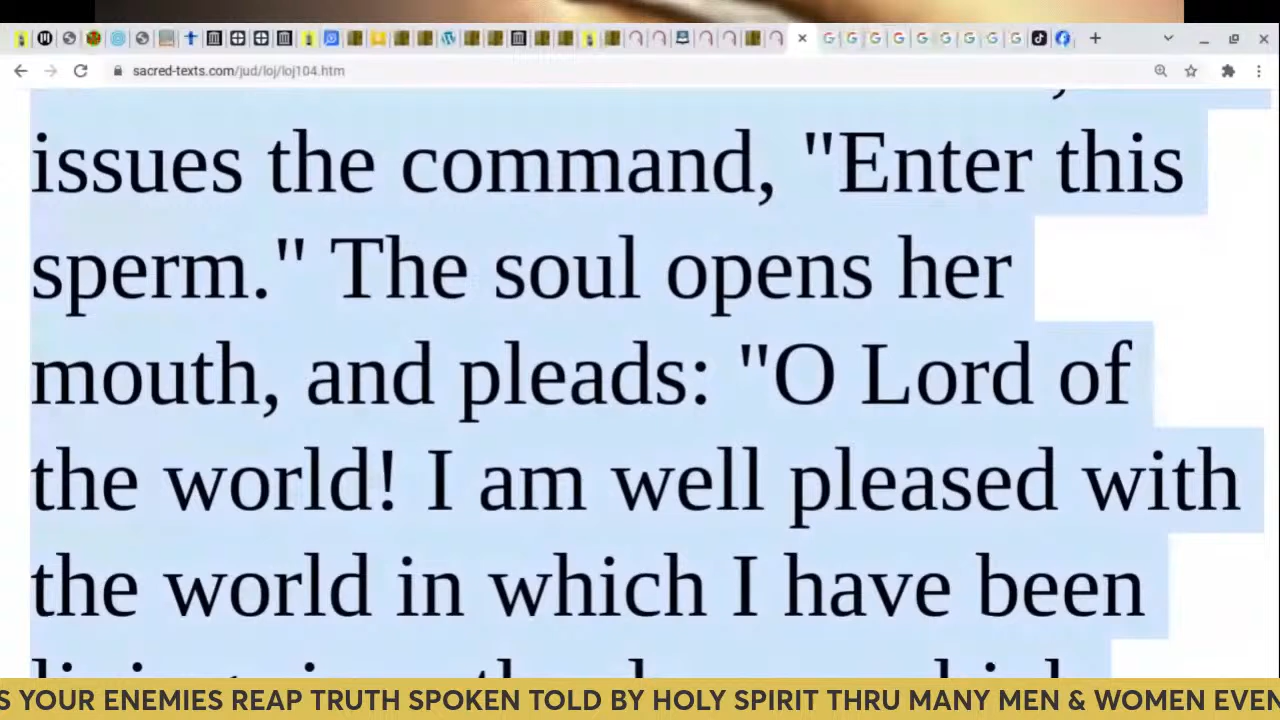 sacred-texts.com/jud/loj/loj104.htm
issues the command, "Enter this
sperm." The soul opens her
mouth, and pleads: "O Lord of
the world! I am well pleased with
the world in which I have been
S YOUR ENEMIES REAP TRUTH SPOKEN TOLD BY HOLY SPIRIT THRU MANY MEN & WOMEN EVEN